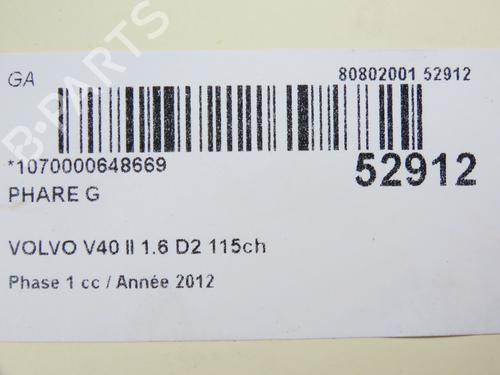 GA
80802001 52912
*1070000648669
52912
PHARE G
VOLVO V40 II 1.6 D2 115ch
Phase 1 cc / Année 2012
B-PARTS